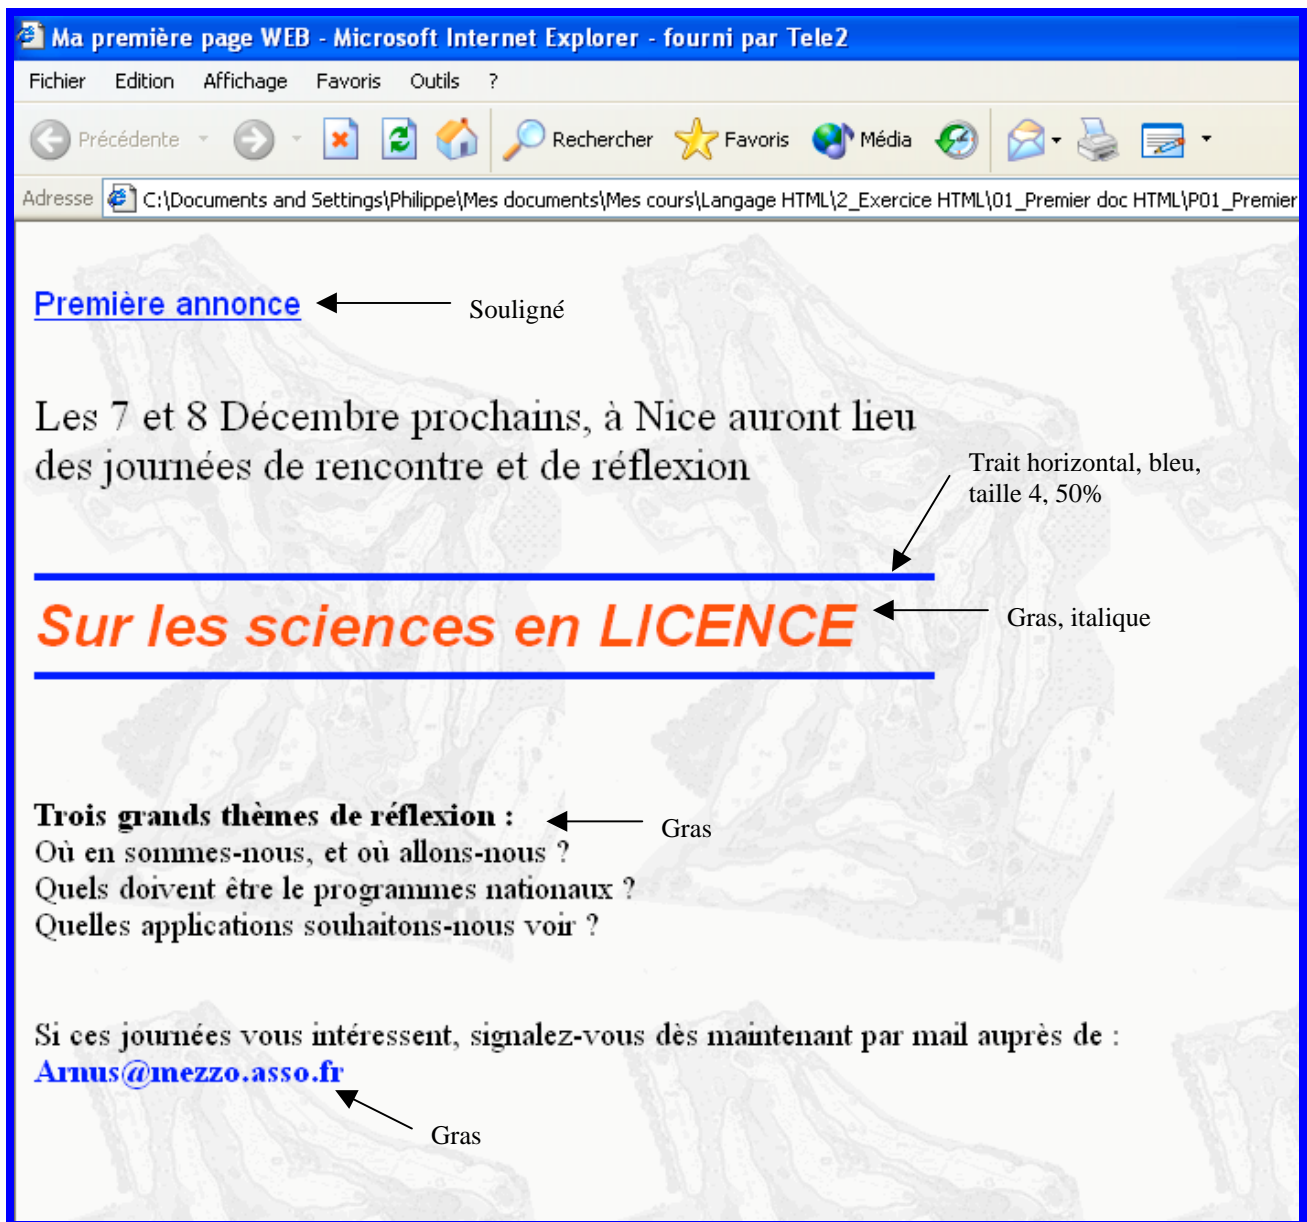 Ma première page WEB - Microsoft Internet Explorer - fourni par Tele2
Fichier Edition Affichage Favoris Outils ?
Précédente Rechercher Favoris Média
Adresse C:\Documents and Settings\Philippe\Mes documents\Mes cours\Langage HTML\2_Exercice HTML\01_Premier doc HTML\P01_Premier
Première annonce Souligné
Les 7 et 8 Décembre prochains, à Nice auront lieu
des journées de rencontre et de réflexion
Trait horizontal, bleu,
taille 4, 50%
Sur les sciences en LICENCE Gras, italique
Trois grands thèmes de réflexion : Gras
Où en sommes-nous, et où allons-nous ?
Quels doivent être le programmes nationaux ?
Quelles applications souhaitons-nous voir ?
Si ces journées vous intéressent, signalez-vous dès maintenant par mail auprès de :
Arnus@mezzo.asso.fr
Gras